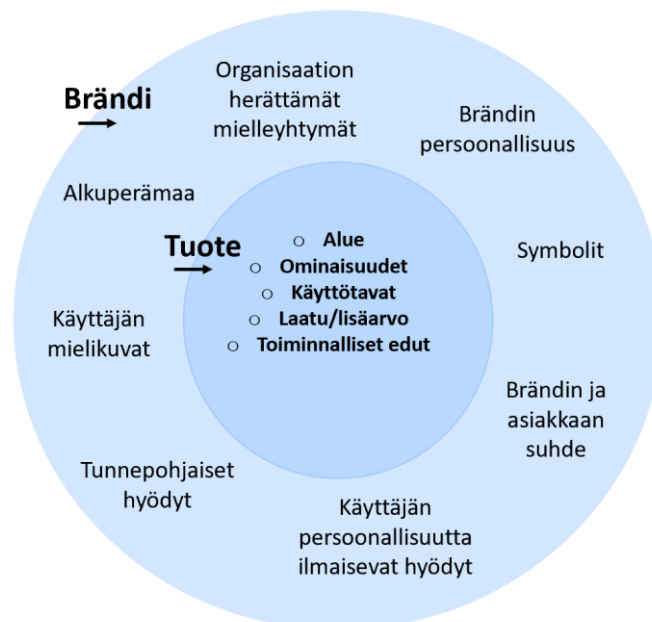 Brändi
Organisaation
herättämät
mielleyhtymät
Brändin
persoonallisuus
Alkuperämaa
Tuote
○ Alue
○ Ominaisuudet
○ Käyttötavat
○ Laatu/lisäarvo
○ Toiminnalliset edut
Symbolit
Käyttäjän
mielikuvat
Brändin ja
asiakkaan
suhde
Tunnepohjaiset
hyödyt
Käyttäjän
persoonallisuutta
ilmaisevat hyödyt